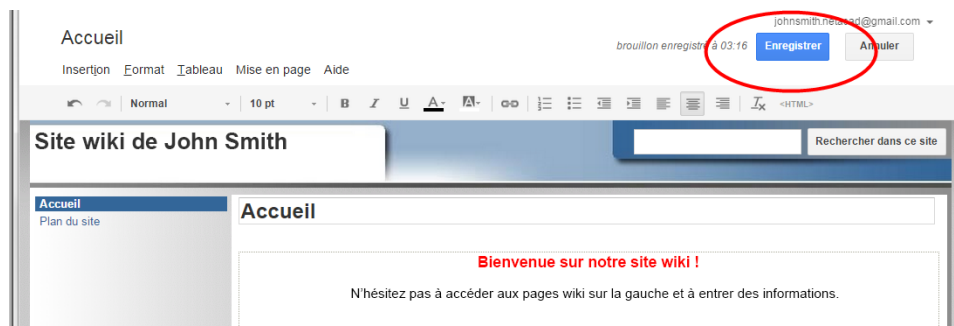 johnsmith.netacad@gmail.com
Accueil
brouillon enregistré à 03:16 Enregistrer Annuler
Insertion Format Tableau Mise en page Aide
Normal 10 pt B I U A A <HTML>
Site wiki de John Smith
Rechercher dans ce site
Accueil
Plan du site
Accueil
Bienvenue sur notre site wiki !
N'hésitez pas à accéder aux pages wiki sur la gauche et à entrer des informations.